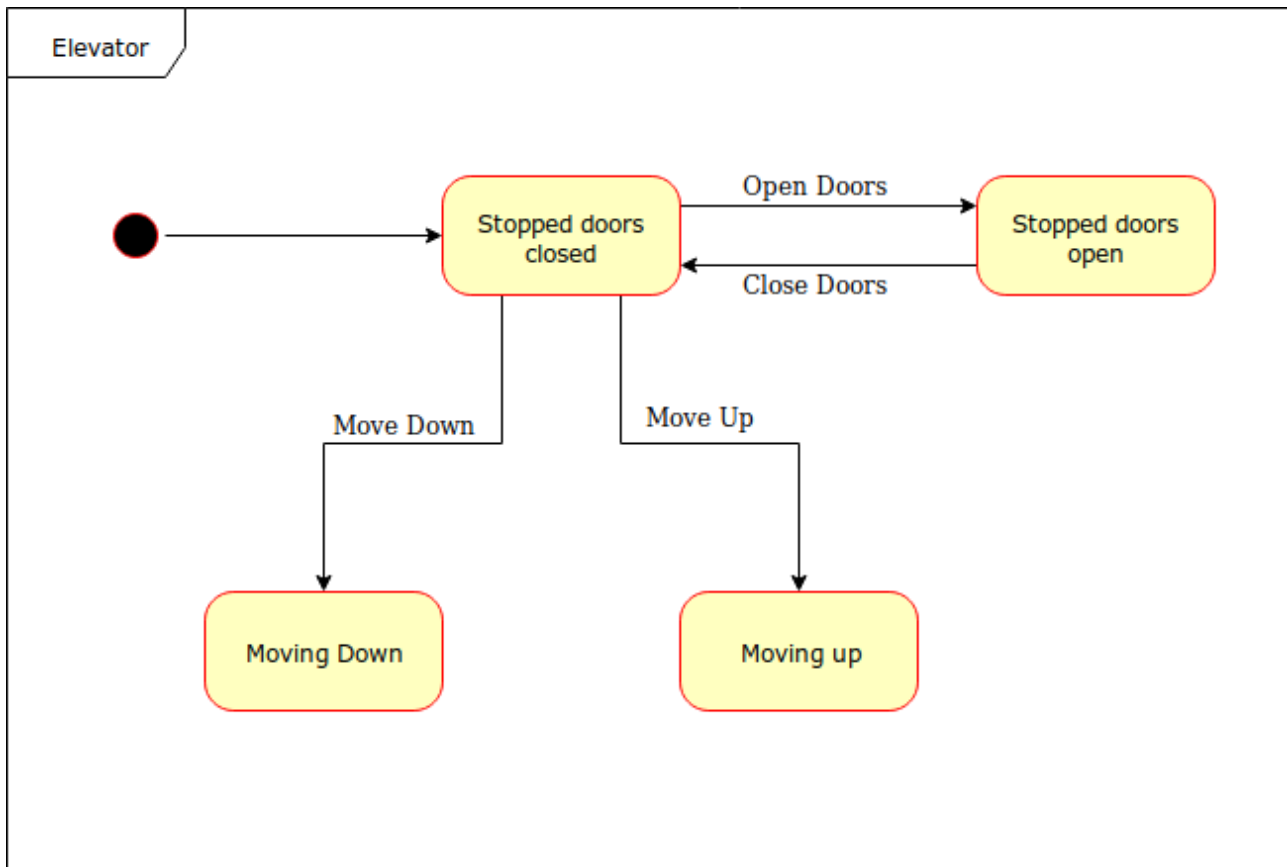 Elevator
Open Doors
Stopped doors
closed
Stopped doors
open
Close Doors
Move Down
Move Up
Moving Down
Moving up